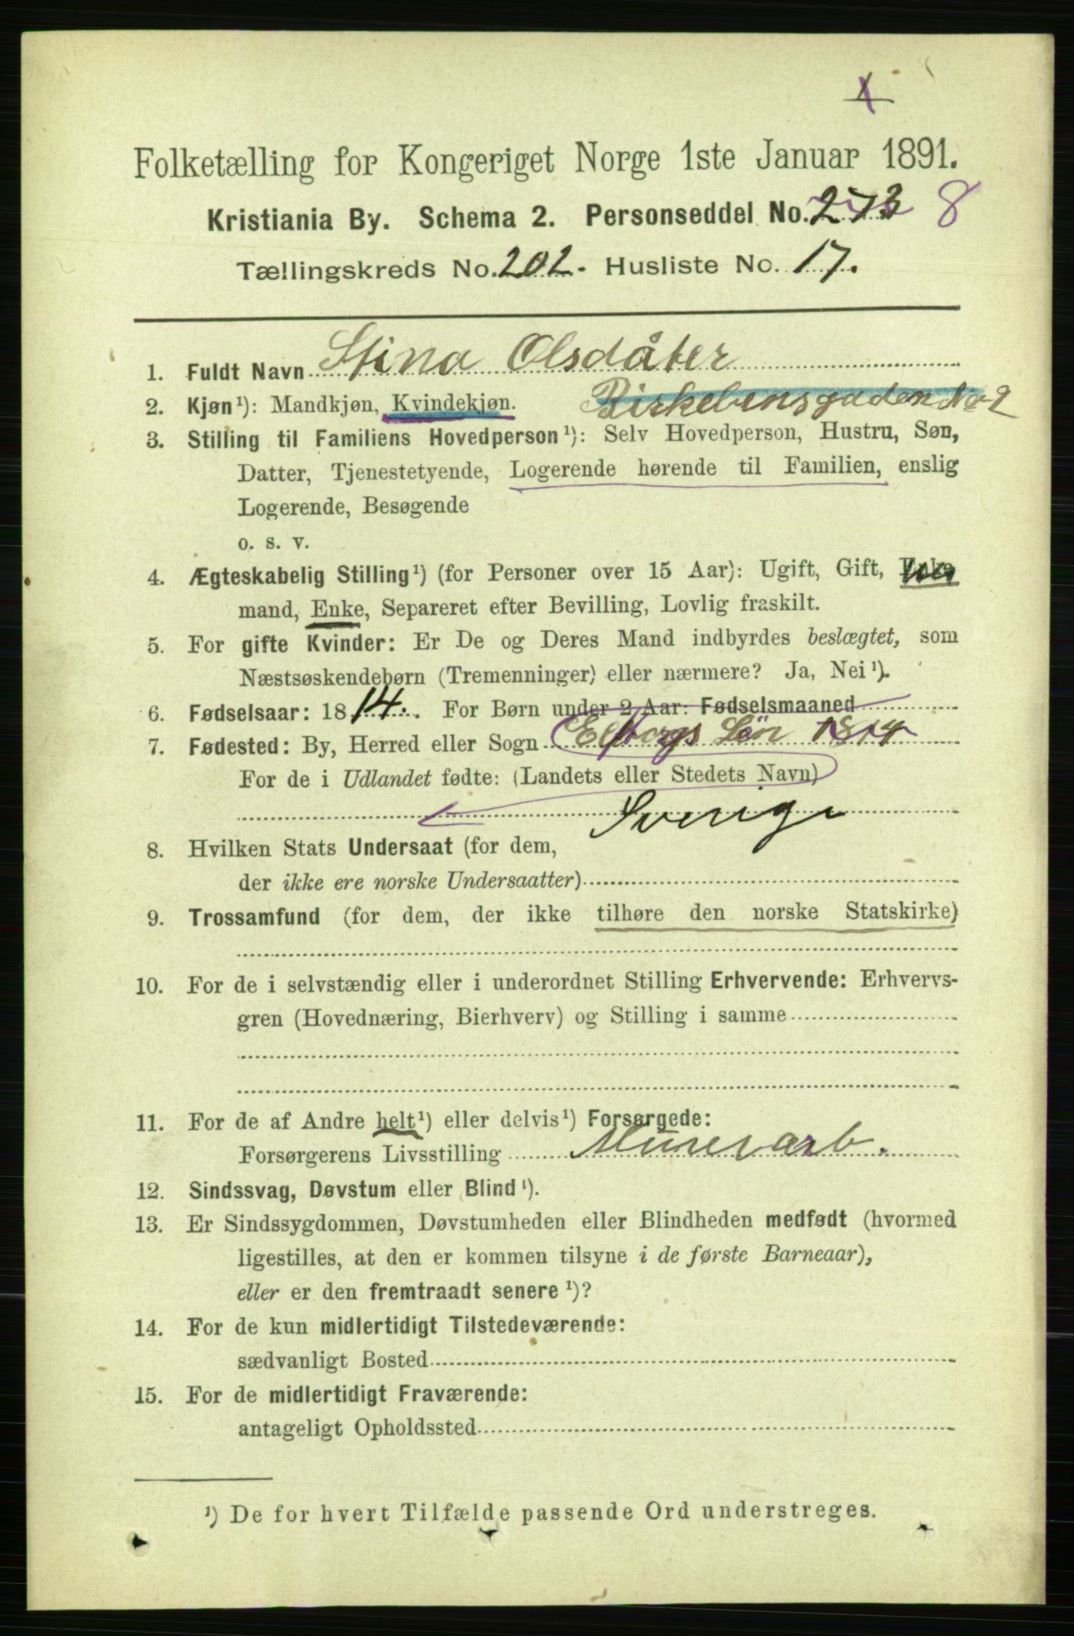 Folketælling for Kongeriget Norge 1ste Januar 1891.
Kristiania By. Schema 2. Personseddel No. 273 8
Tællingskreds No. 202. Husliste No. 17.
1. Fuldt Navn Stina Olsdåter
2. Kjøn¹): Mandkjøn, Kvindekjøn. Birkebensgaden No 2
3. Stilling til Familiens Hovedperson¹): Selv Hovedperson, Hustru, Søn,
Datter, Tjenestetyende, Logerende hørende til Familien, enslig
Logerende, Besøgende
o. s. v.
4. Ægteskabelig Stilling¹) (for Personer over 15 Aar): Ugift, Gift, Enke-
mand, Enke, Separeret efter Bevilling, Lovlig fraskilt.
5. For gifte Kvinder: Er De og Deres Mand indbyrdes beslægtet, som
Næstsøskendebørn (Tremenninger) eller nærmere? Ja, Nei¹).
6. Fødselsaar: 1814. For Børn under 2 Aar: Fødselsmaaned
7. Fødested: By, Herred eller Sogn Elfborgs Län 1814
For de i Udlandet fødte: (Landets eller Stedets Navn)
Sverige
8. Hvilken Stats Undersaat (for dem,
der ikke ere norske Undersaatter)
9. Trossamfund (for dem, der ikke tilhøre den norske Statskirke)
10. For de i selvstændig eller i underordnet Stilling Erhvervende: Erhvervs-
gren (Hovednæring, Bierhverv) og Stilling i samme
11. For de af Andre helt¹) eller delvis¹) Forsørgede:
Forsørgerens Livsstilling Murerarb.
12. Sindssvag, Døvstum eller Blind¹).
13. Er Sindssygdommen, Døvstumheden eller Blindheden medfødt (hvormed
ligestilles, at den er kommen tilsyne i de første Barneaar),
eller er den fremtraadt senere¹)?
14. For de kun midlertidigt Tilstedeværende:
sædvanligt Bosted
15. For de midlertidigt Fraværende:
antageligt Opholdssted
¹) De for hvert Tilfælde passende Ord understreges.